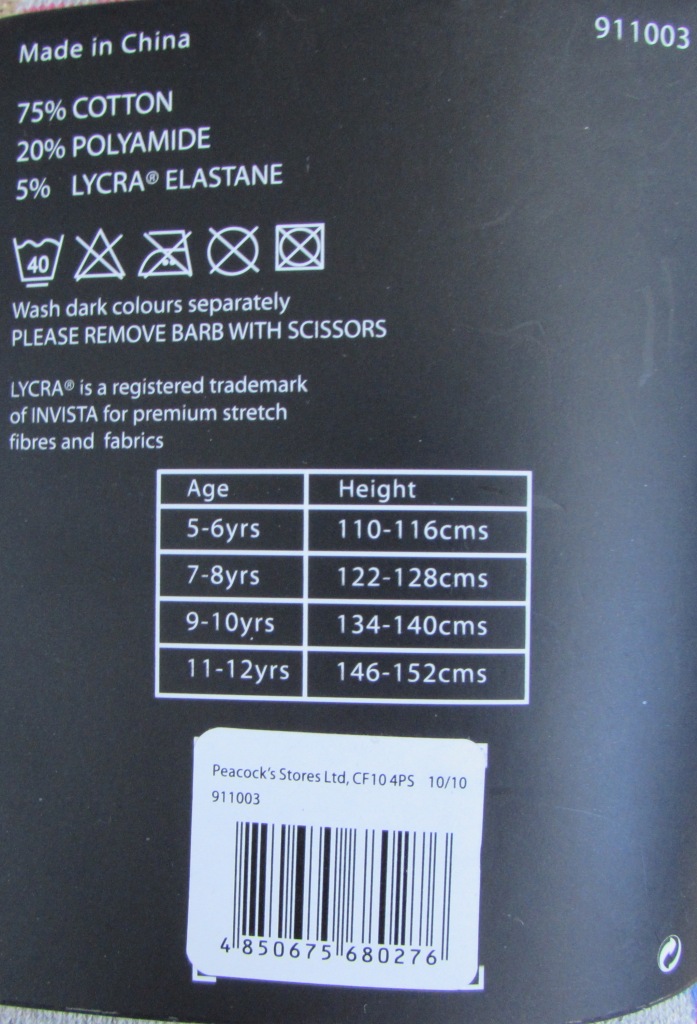 Made in China
911003
75% COTTON
20% POLYAMIDE
5% LYCRA® ELASTANE
40
Wash dark colours separately
PLEASE REMOVE BARB WITH SCISSORS
LYCRA® is a registered trademark
of INVISTA for premium stretch
fibres and fabrics
Age Height
5-6yrs 110-116cms
7-8yrs 122-128cms
9-10yrs 134-140cms
11-12yrs 146-152cms
Peacock's Stores Ltd, CF10 4PS 10/10
911003
4 850675 680276